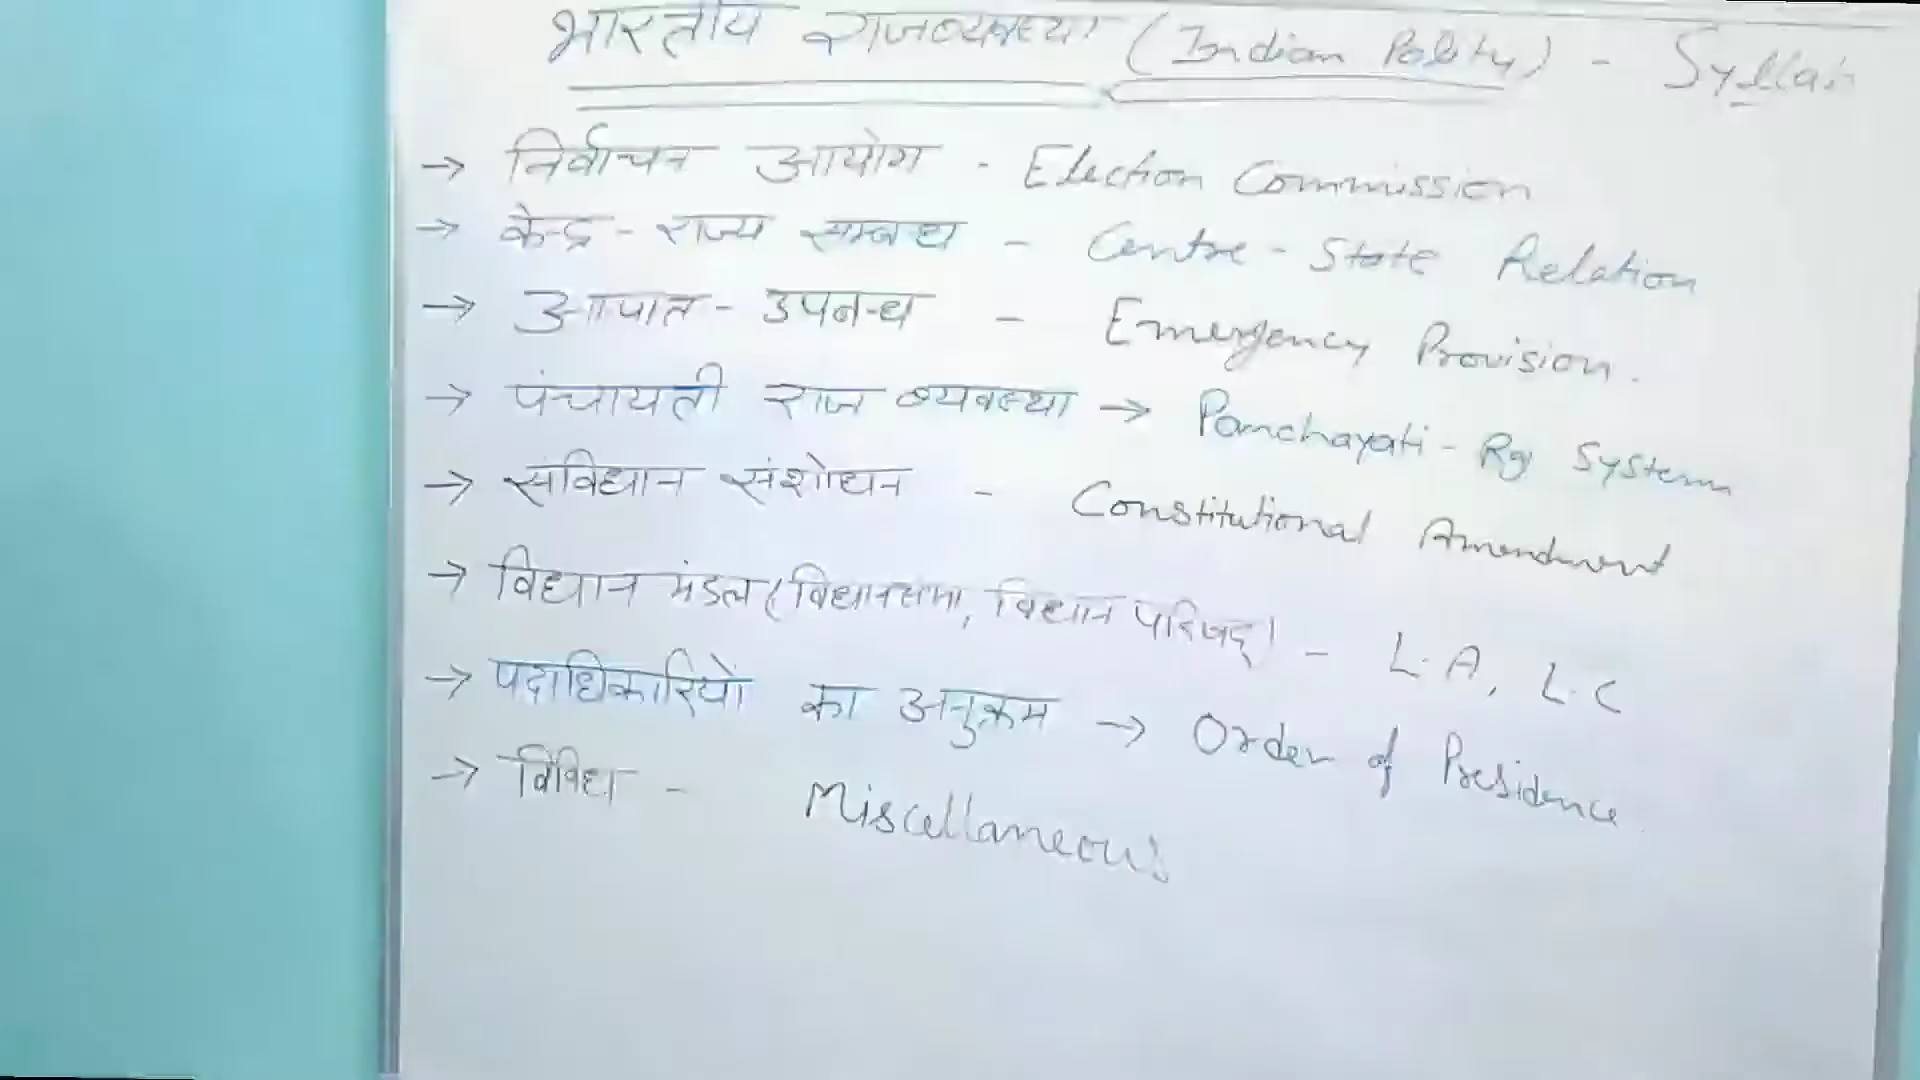 भारतीय राजव्यवस्था (Indian Polity) -
→ निर्वाचन आयोग - Election Commission
→ केन्द्र - राज्य सम्बन्ध - Centre - State Relation
→ आपात - उपबन्ध - Emergency Provision.
→ पंचायती राज व्यवस्था → Panchayati - Raj System
→ संविधान संशोधन - Constitutional Amendment
→ विधान मंडल (विधानसभा, विधान परिषद्) - L.A, L.C
→ पदाधिकारियों का अनुक्रम → Order of Presidence
→ विविध - Miscellaneous